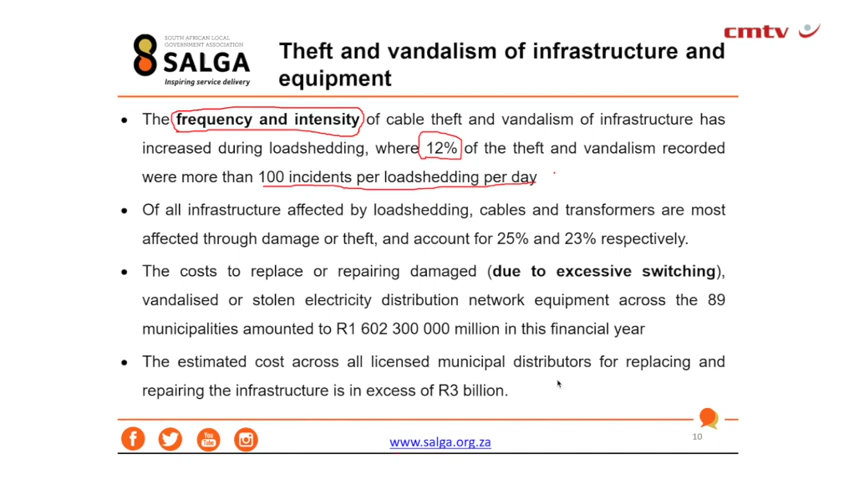 cmtv
SOUTH AFRICAN LOCAL
GOVERNMENT ASSOCIATION
SALGA
Inspiring service delivery
Theft and vandalism of infrastructure and
equipment
• The frequency and intensity of cable theft and vandalism of infrastructure has
increased during loadshedding, where 12% of the theft and vandalism recorded
were more than 100 incidents per loadshedding per day
• Of all infrastructure affected by loadshedding, cables and transformers are most
affected through damage or theft, and account for 25% and 23% respectively.
• The costs to replace or repairing damaged (due to excessive switching),
vandalised or stolen electricity distribution network equipment across the 89
municipalities amounted to R1 602 300 000 million in this financial year
• The estimated cost across all licensed municipal distributors for replacing and
repairing the infrastructure is in excess of R3 billion.
You
Tube
www.salga.org.za
10